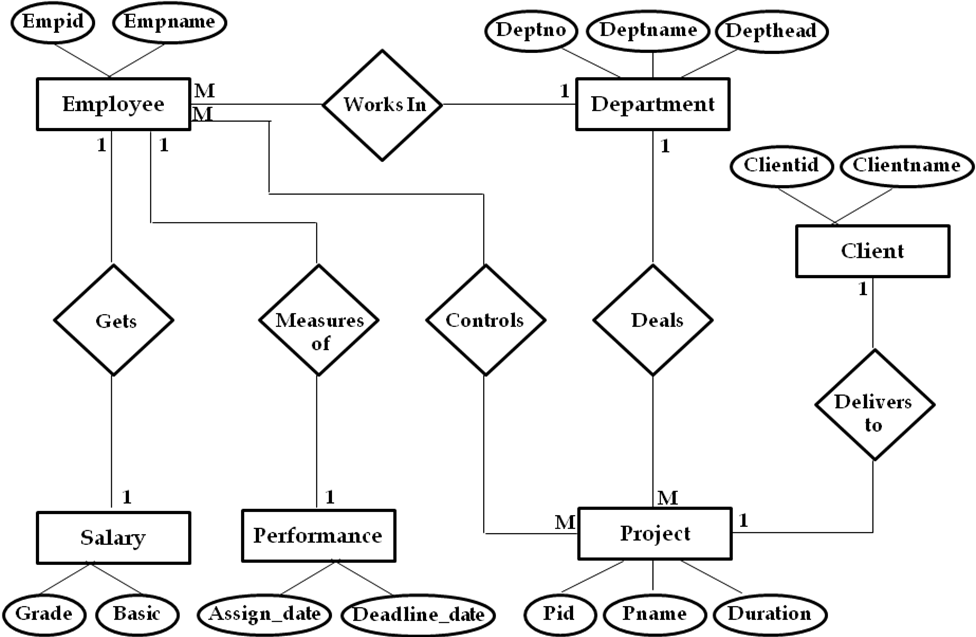 Empid
Empname
Deptno
Deptname
Depthead
Employee
M
M
Works In
1
Department
1
1
1
Clientid
Clientname
Client
1
Gets
Measures
of
Controls
Deals
Delivers
to
1
1
M
M
1
Salary
Performance
Project
Grade
Basic
Assign_date
Deadline_date
Pid
Pname
Duration